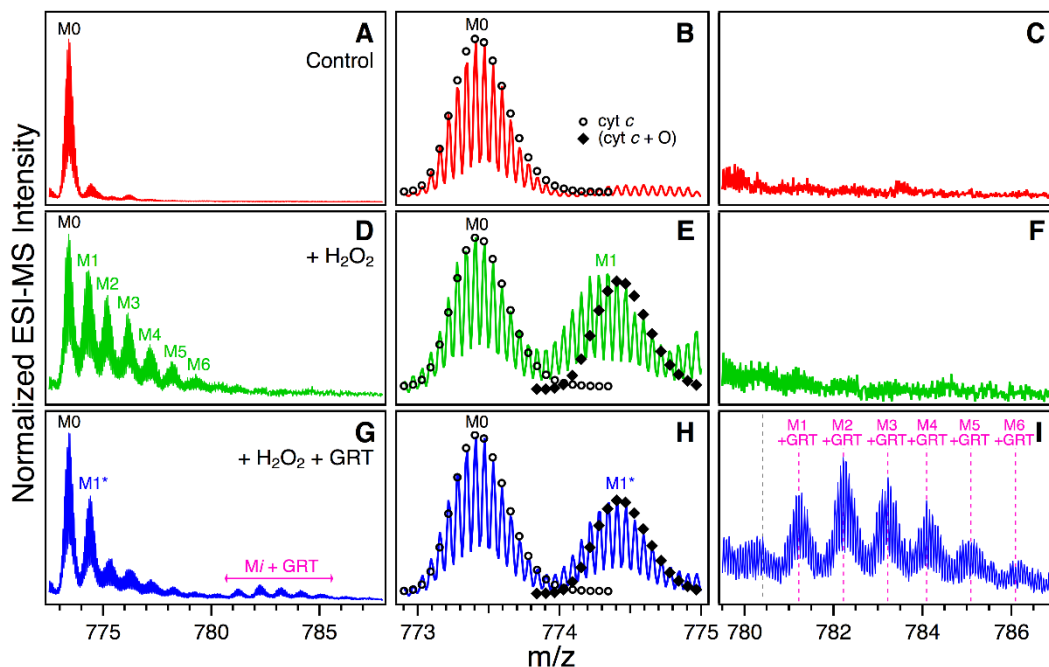 Normalized ESI-MS Intensity
M0
A
Control
M0
B
cyt c
(cyt c + O)
C
M0
D
+ H₂O₂
M1
M2
M3
M4
M5
M6
M0
E
M1
F
M0
G
+ H₂O₂ + GRT
M1*
Mi + GRT
M0
H
M1*
M1 M2 M3 M4 M5 M6
+GRT +GRT +GRT +GRT +GRT +GRT
I
775 780 785
773 774 775
780 782 784 786
m/z